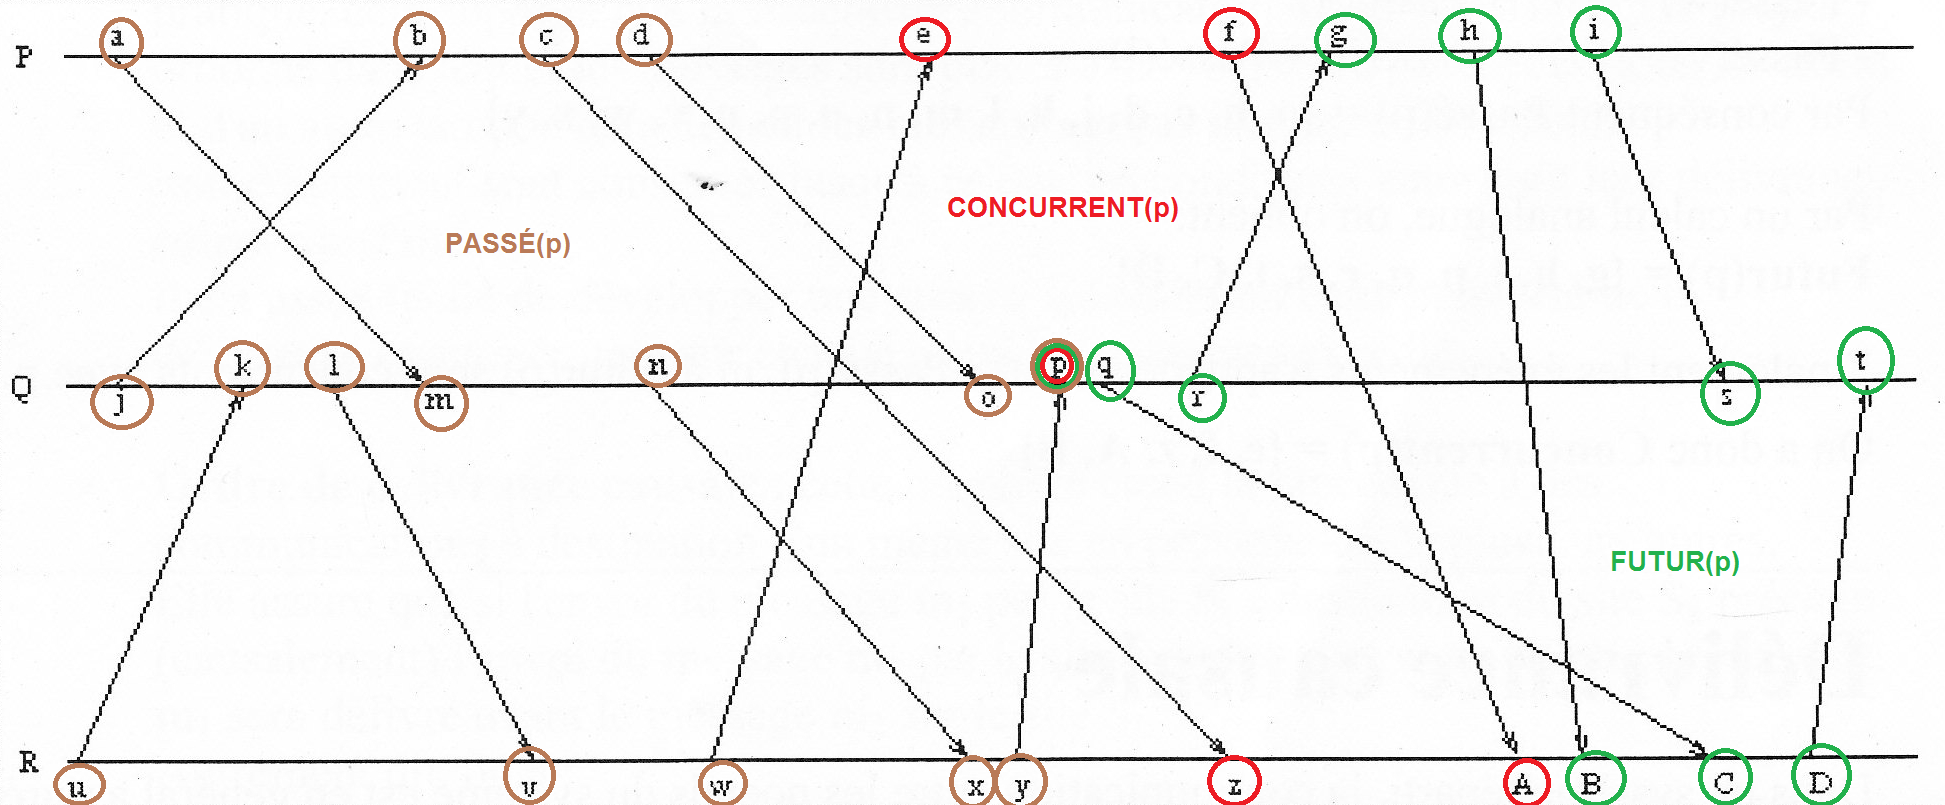 P a b c d e f g h i
CONCURRENT(p)
PASSÉ(p)
Q j k l m n o p q r s t
FUTUR(p)
R u v w x y z A B C D